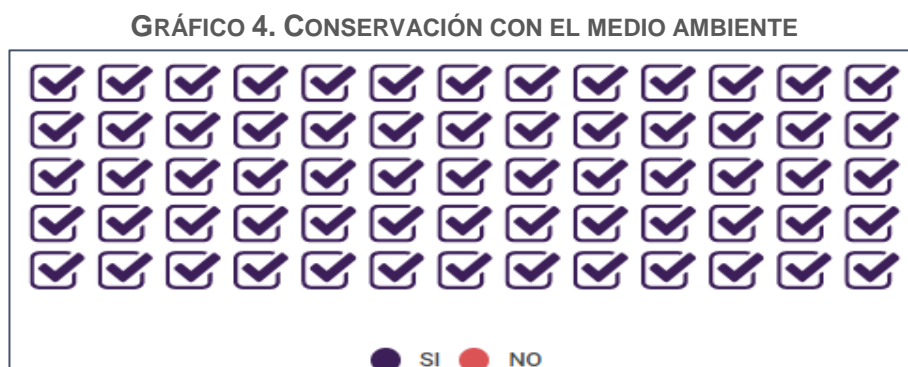 GRÁFICO 4. CONSERVACIÓN CON EL MEDIO AMBIENTE
SI NO